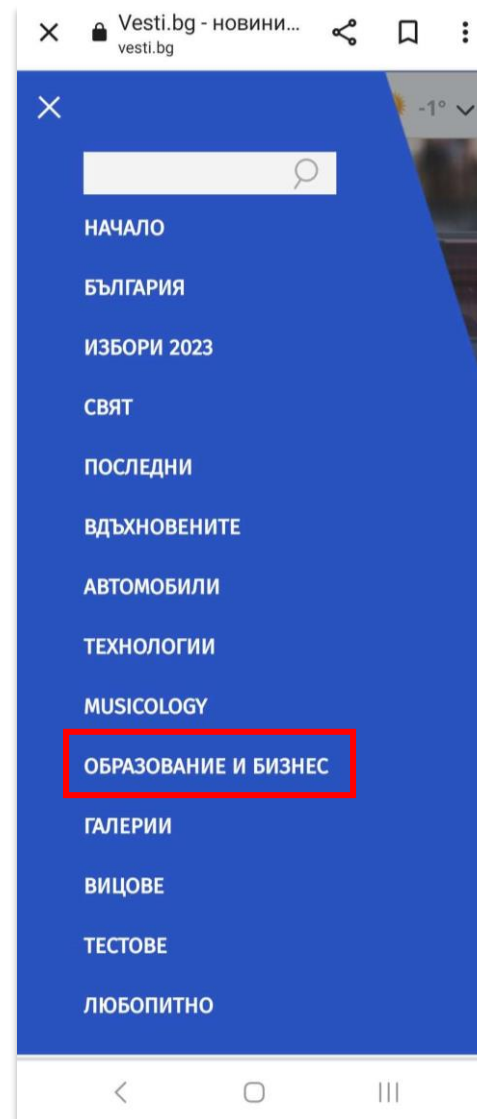 Vesti.bg - новини...
vesti.bg
-1°
НАЧАЛО
БЪЛГАРИЯ
ИЗБОРИ 2023
СВЯТ
ПОСЛЕДНИ
ВДЪХНОВЕНИТЕ
АВТОМОБИЛИ
ТЕХНОЛОГИИ
MUSICOLOGY
ОБРАЗОВАНИЕ И БИЗНЕС
ГАЛЕРИИ
ВИЦОВЕ
ТЕСТОВЕ
ЛЮБОПИТНО